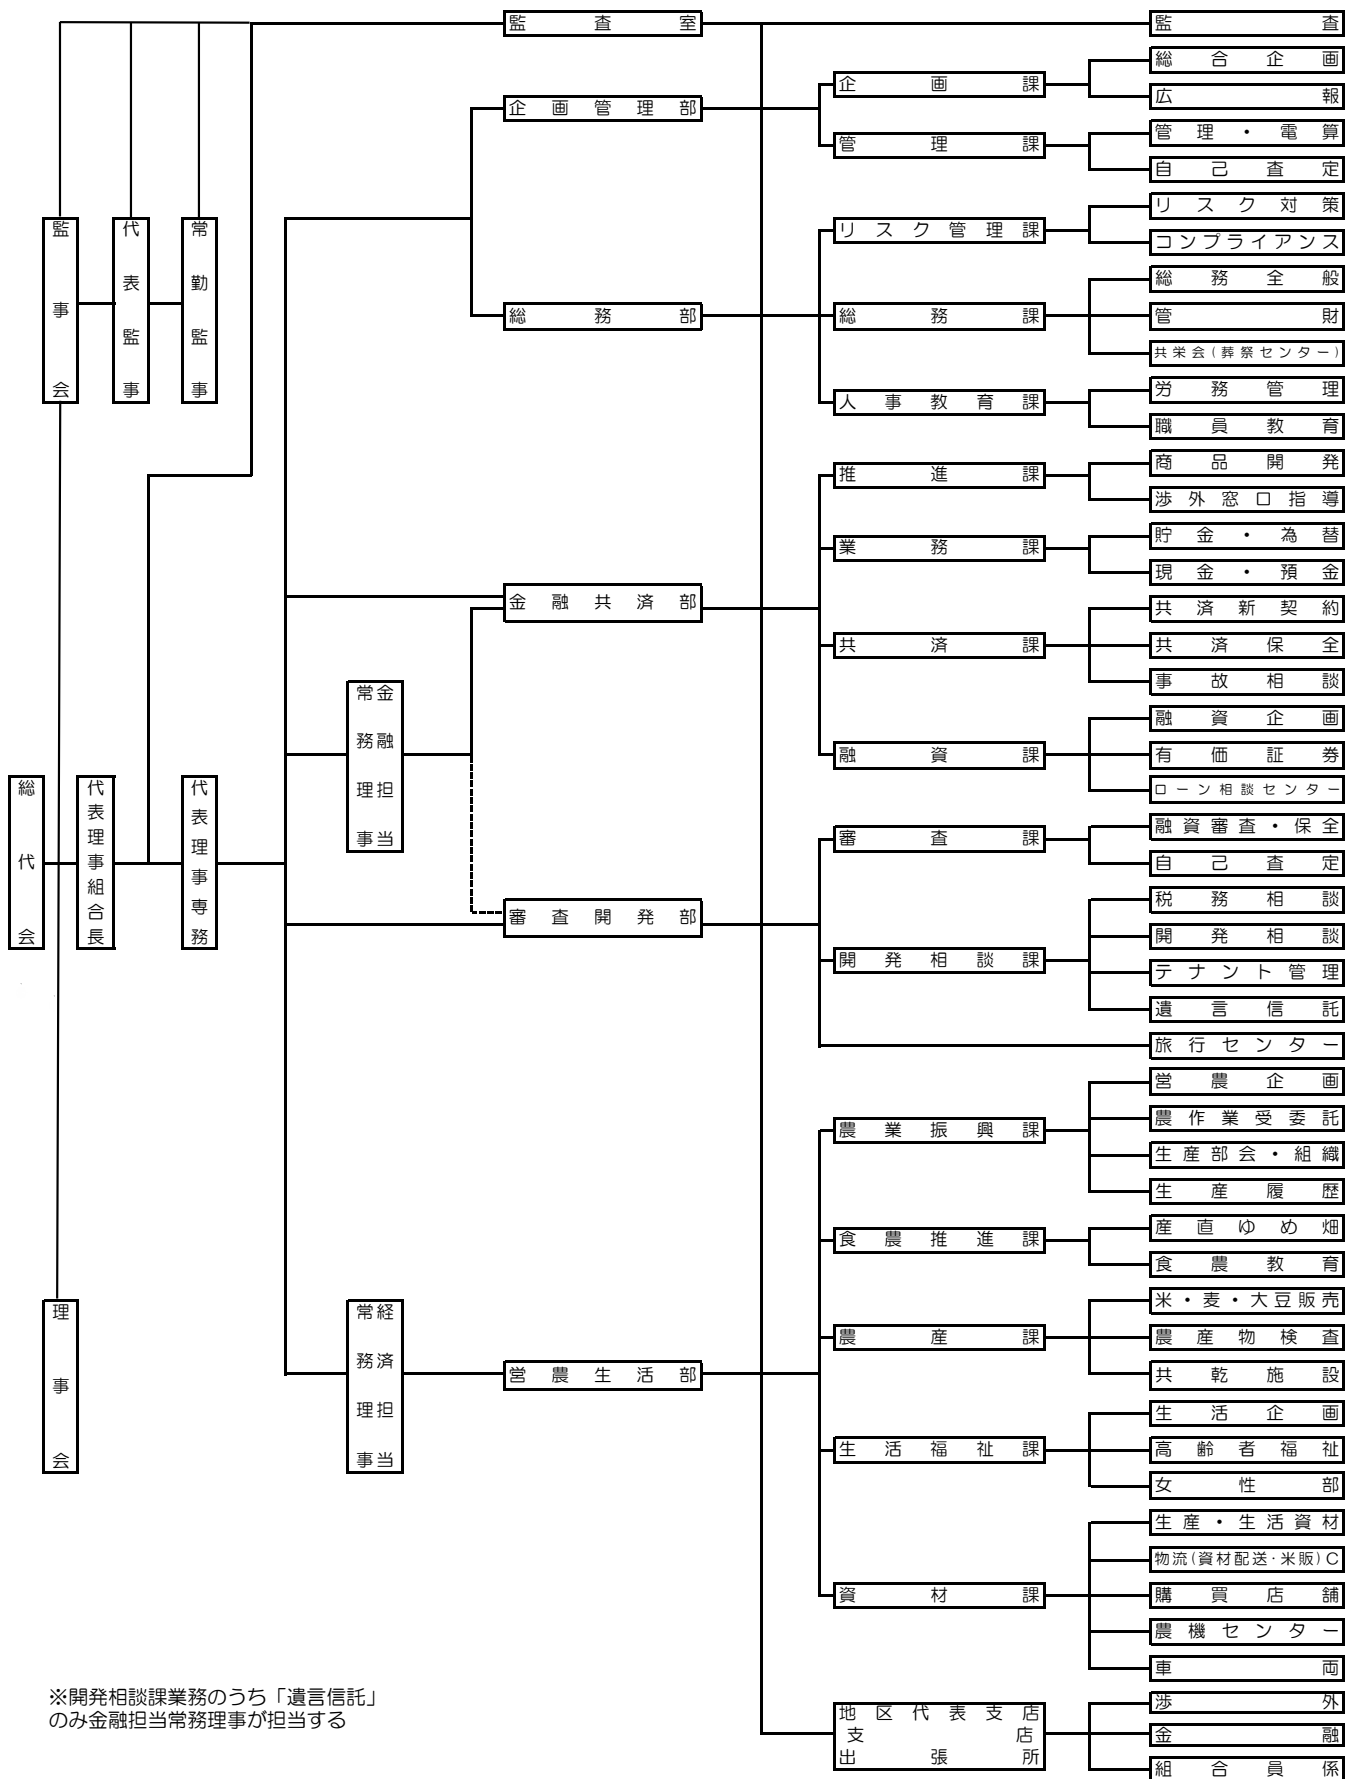 監査室
監査
企画管理部
企画課
総合企画
広報
管理課
管理・電算
自己査定
監事会
代表監事
常勤監事
総務部
リスク管理課
リスク対策
コンプライアンス
総務課
総務全般
管財
共栄会(葬祭センター)
人事教育課
労務管理
職員教育
金融共済部
推進課
商品開発
渉外窓口指導
業務課
貯金・為替
現金・預金
共済課
共済新契約
共済保全
事故相談
融資課
融資企画
有価証券
ローン相談センター
総代会
代表理事組合長
代表理事専務
金融担当
常務理事
審査開発部
審査課
融資審査・保全
自己査定
開発相談課
税務相談
開発相談
テナント管理
遺言信託
旅行センター
理事会
経済担当
常務理事
営農生活部
農業振興課
営農企画
農作業受委託
生産部会・組織
生産履歴
食農推進課
産直ゆめ畑
食農教育
農産課
米・麦・大豆販売
農産物検査
共乾施設
生活福祉課
生活企画
高齢者福祉
女性部
資材課
生産・生活資材
物流(資材配送・米販)C
購買店舗
農機センター
車両
地区代表支店
支店
出張所
渉外
金融
組合員係
※開発相談課業務のうち「遺言信託」
のみ金融担当常務理事が担当する